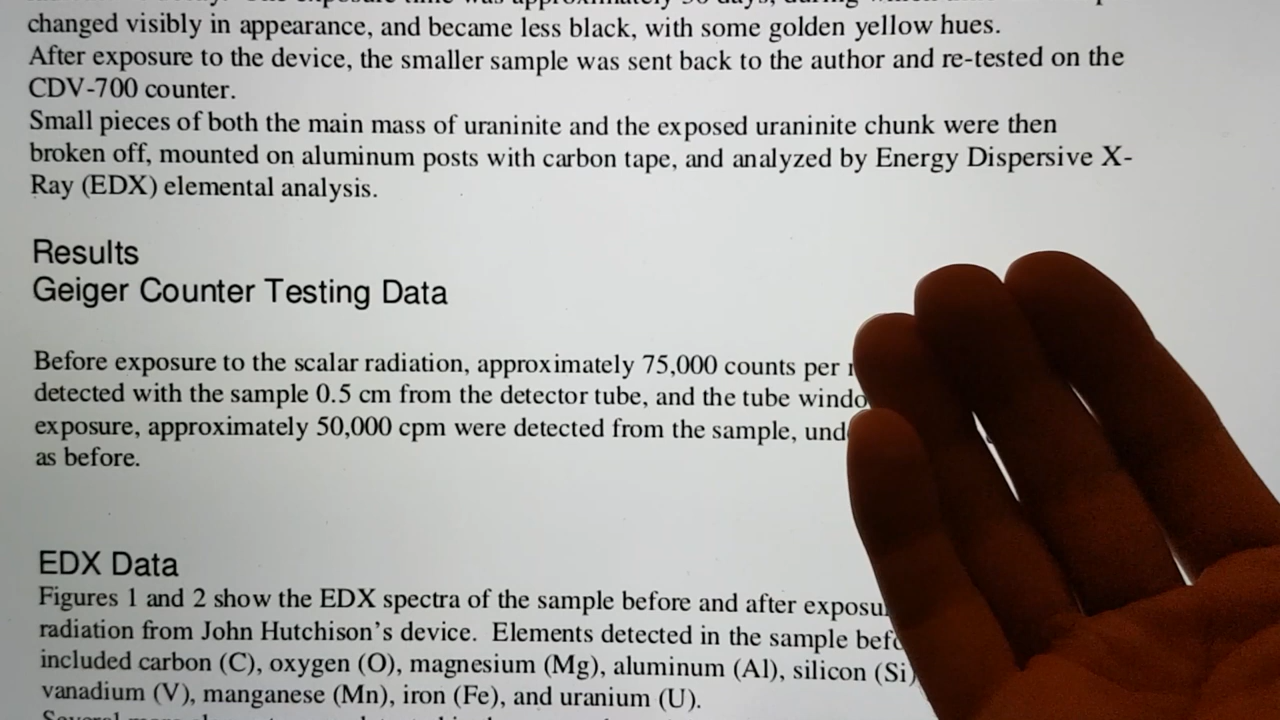 changed visibly in appearance, and became less black, with some golden yellow hues.
After exposure to the device, the smaller sample was sent back to the author and re-tested on the
CDV-700 counter.
Small pieces of both the main mass of uraninite and the exposed uraninite chunk were then
broken off, mounted on aluminum posts with carbon tape, and analyzed by Energy Dispersive X-
Ray (EDX) elemental analysis.
Results
Geiger Counter Testing Data
Before exposure to the scalar radiation, approximately 75,000 counts per
detected with the sample 0.5 cm from the detector tube, and the tube windo
exposure, approximately 50,000 cpm were detected from the sample, und
as before.
EDX Data
Figures 1 and 2 show the EDX spectra of the sample before and after exposu
radiation from John Hutchison's device. Elements detected in the sample befo
included carbon (C), oxygen (O), magnesium (Mg), aluminum (Al), silicon (Si)
vanadium (V), manganese (Mn), iron (Fe), and uranium (U).